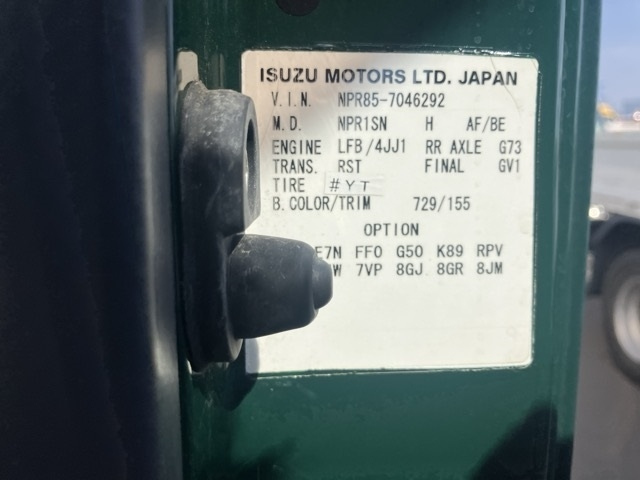 ISUZU MOTORS LTD. JAPAN
V.I.N. NPR85-7046292
M.D. NPR1SN H AF/BE
ENGINE LFB/4JJ1 RR AXLE G73
TRANS. RST FINAL GV1
TIRE #YT
B.COLOR/TRIM 729/155
OPTION
FF0 G50 K89 RPV
7VP 8GJ 8GR 8JM